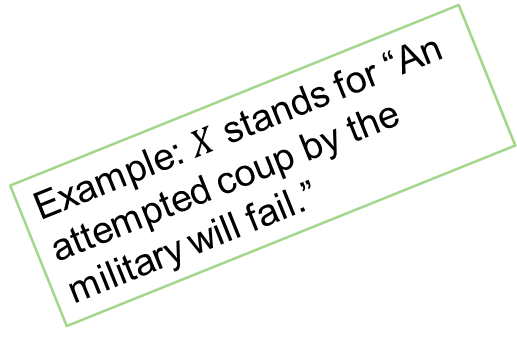 Example: X stands for “An
attempted coup by the
military will fail.”